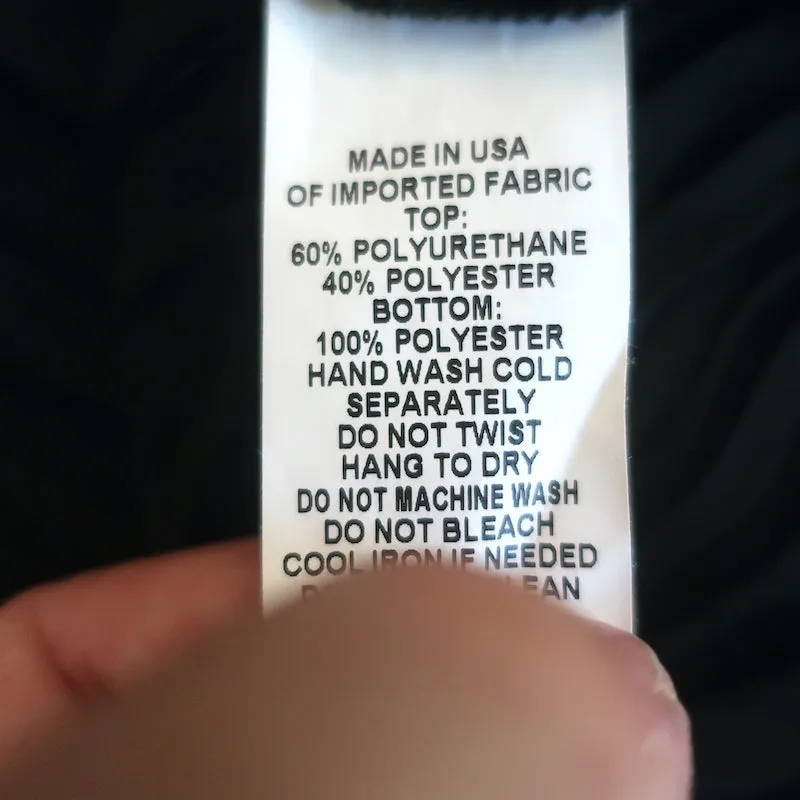 MADE IN USA
OF IMPORTED FABRIC
TOP:
60% POLYURETHANE
40% POLYESTER
BOTTOM:
100% POLYESTER
HAND WASH COLD
SEPARATELY
DO NOT TWIST
HANG TO DRY
DO NOT MACHINE WASH
DO NOT BLEACH
COOL IRON IF NEEDED